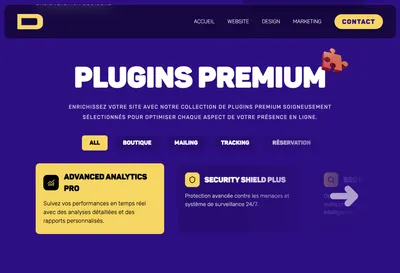 ACCUEIL
WEBSITE
DESIGN
MARKETING
CONTACT
PLUGINS PREMIUM
ENRICHISSEZ VOTRE SITE AVEC NOTRE COLLECTION DE PLUGINS PREMIUM SOIGNEUSEMENT
SÉLECTIONNÉS POUR OPTIMISER CHAQUE ASPECT DE VOTRE PRÉSENCE EN LIGNE.
ALL
BOUTIQUE
MAILING
TRACKING
RÉSERVATION
ADVANCED ANALYTICS
PRO
Suivez vos performances en temps réel
avec des analyses détaillées et des
rapports personnalisés.
SECURITY SHIELD PLUS
Protection avancée contre les menaces et
système de surveillance 24/7.